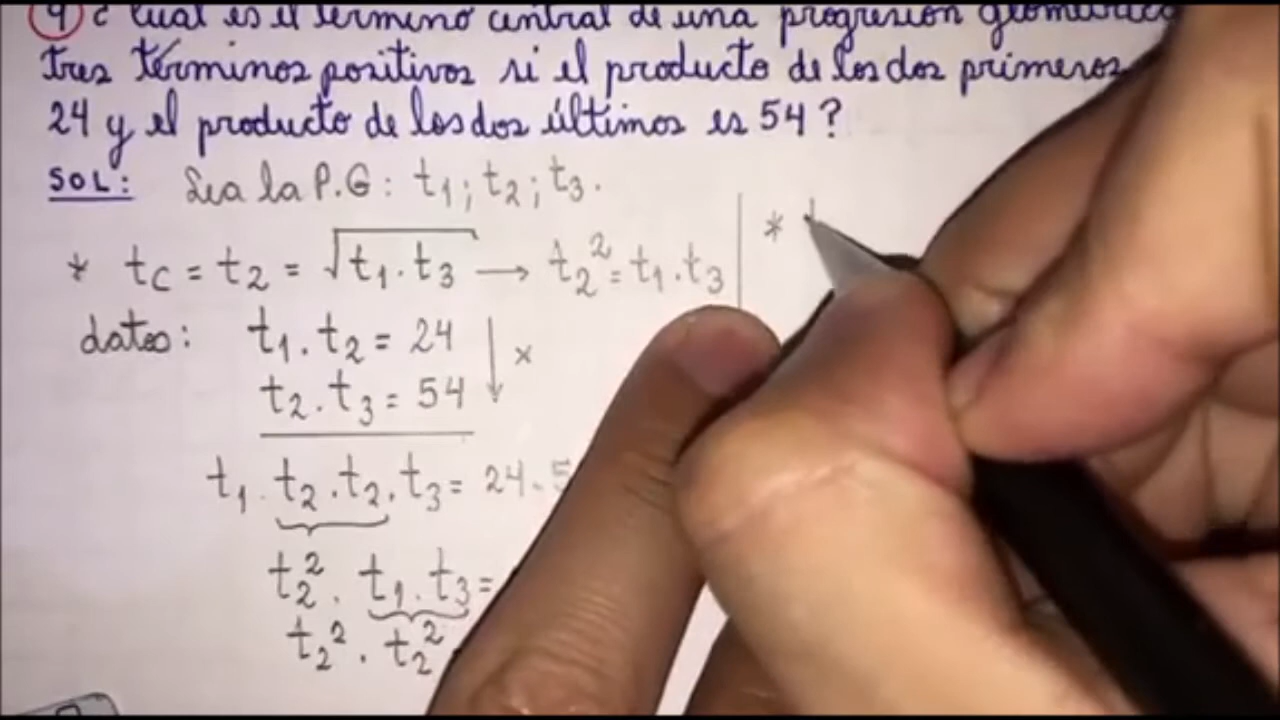 9) ¿Cuál es el término central de una progresión geométrica
tres términos positivos si el producto de los dos primeros
24 y el producto de los dos últimos es 54?
SOL: Sea la P.G: t₁; t₂; t₃.
* tc = t₂ = √t₁.t₃ → t₂² = t₁.t₃
* t
datos: t₁.t₂ = 24
t₂.t₃ = 54
↓ x
t₁.t₂.t₂.t₃ = 24.5
t₂².t₁.t₃ =
t₂².t₂²